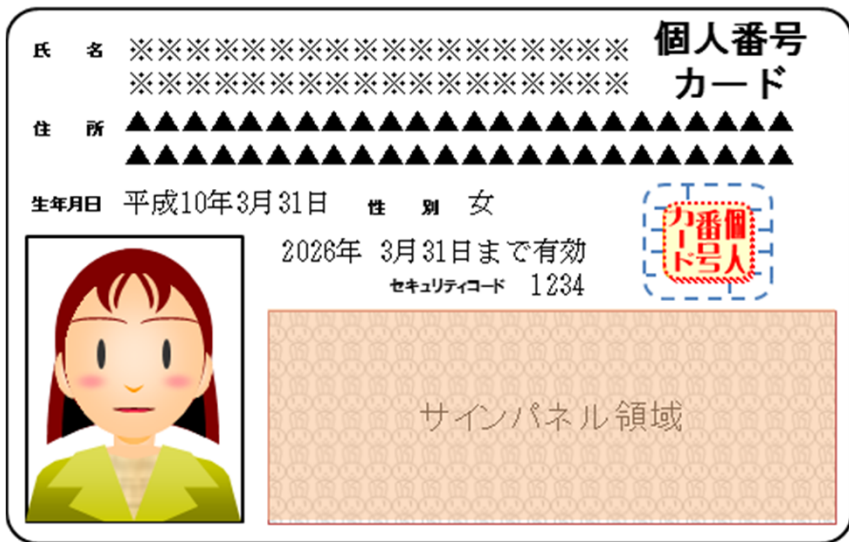 氏 名 ※※※※※※※※※※※※※※※※※※
※※※※※※※※※※※※※※※※※※
個人番号
カード
住 所 ▲▲▲▲▲▲▲▲▲▲▲▲▲▲▲▲▲▲▲▲▲▲▲▲
▲▲▲▲▲▲▲▲▲▲▲▲▲▲▲▲▲▲▲▲▲▲▲▲
生年月日 平成10年3月31日 性 別 女
2026年 3月31日まで有効
セキュリティコード 1234
個人
番号
カード
サインパネル領域